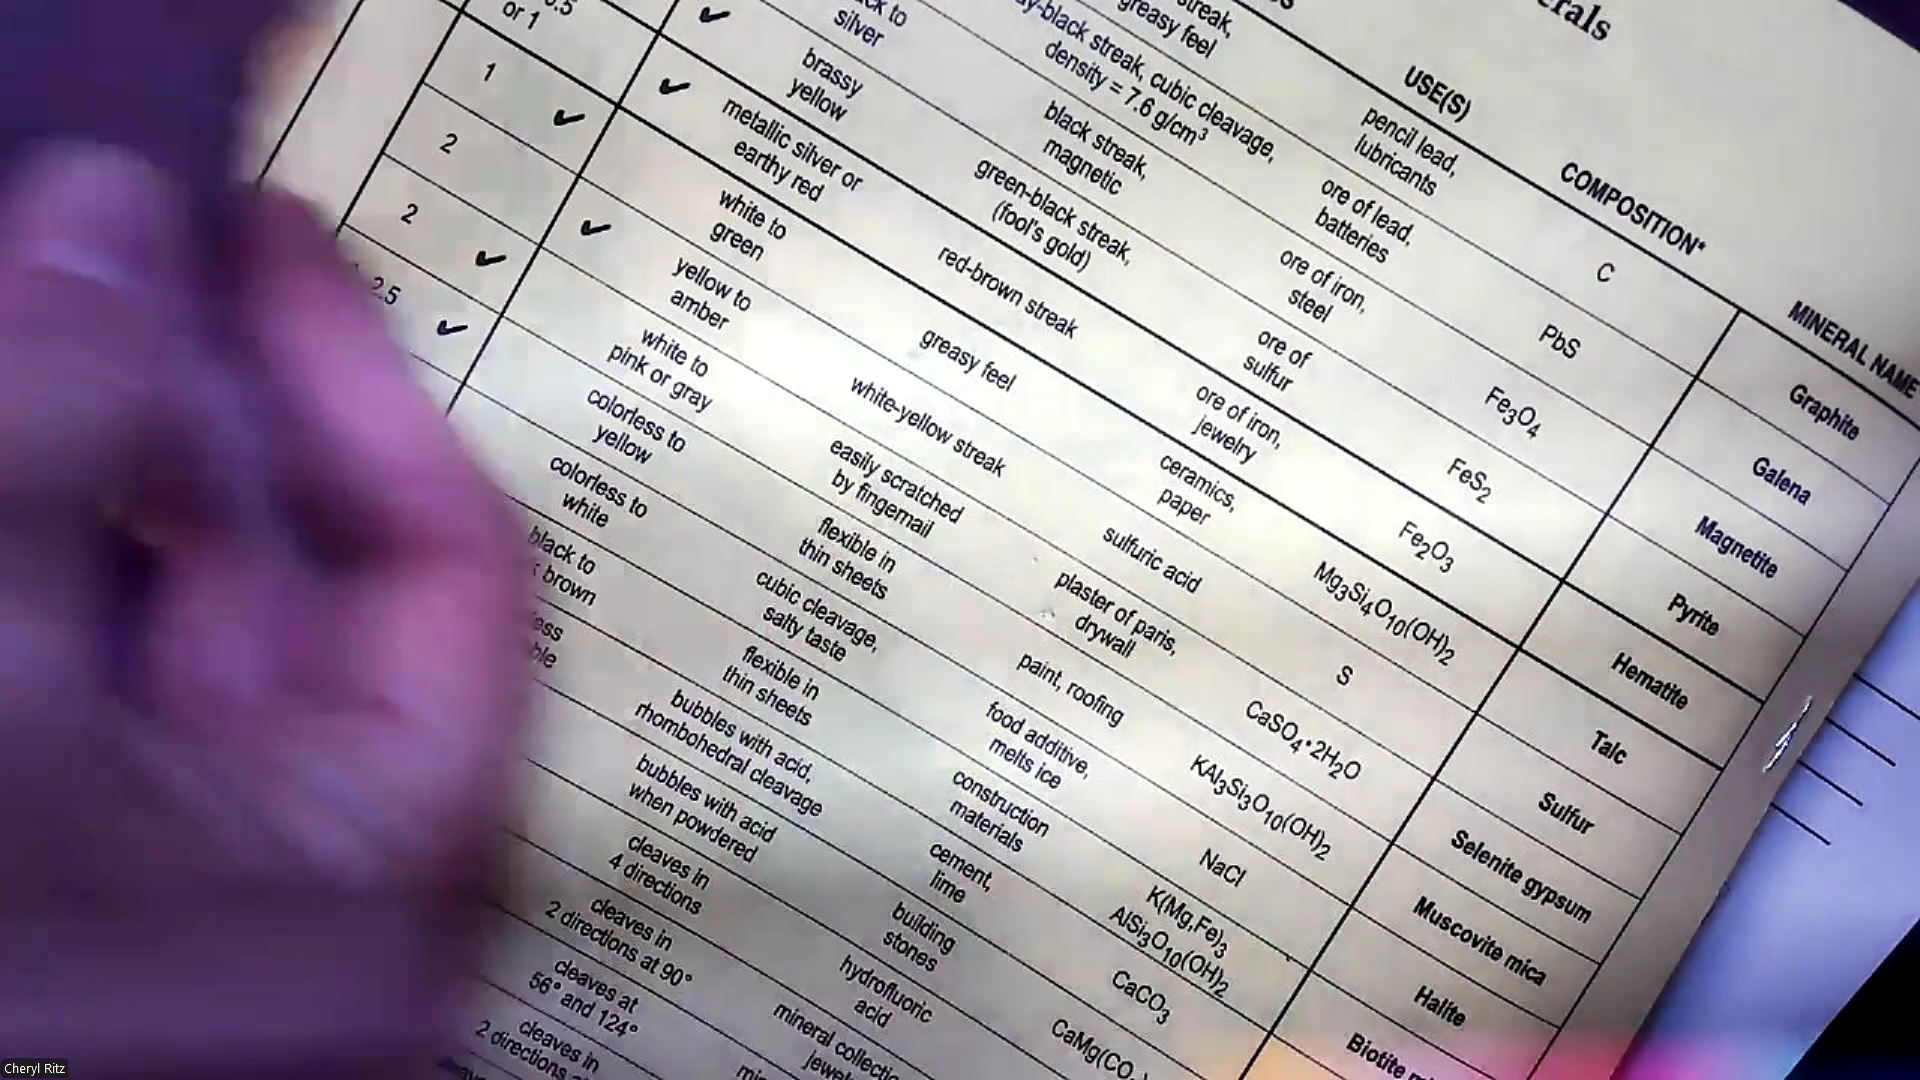 USE(S)
COMPOSITION*
MINERAL NAME
silver
greasy feel
pencil lead,
lubricants
C
Graphite
streak, cubic cleavage,
density = 7.6 g/cm3
ore of lead,
batteries
PbS
Galena
black streak,
magnetic
ore of iron,
steel
Fe3O4
Magnetite
brassy
yellow
green-black streak,
(fool's gold)
ore of
sulfur
FeS2
Pyrite
or 1
metallic silver or
earthy red
red-brown streak
ore of iron,
jewelry
Fe2O3
Hematite
1
white to
green
greasy feel
ceramics,
paper
Mg3Si4O10(OH)2
Talc
2
yellow to
amber
white-yellow streak
sulfuric acid
S
Sulfur
2
white to
pink or gray
easily scratched
by fingernail
plaster of paris,
drywall
CaSO4•2H2O
Selenite gypsum
2.5
colorless to
yellow
flexible in
thin sheets
paint, roofing
KAl3Si3O10(OH)2
Muscovite mica
colorless to
white
cubic cleavage,
salty taste
food additive,
melts ice
NaCl
Halite
black to
brown
flexible in
thin sheets
construction
materials
K(Mg,Fe)3
AlSi3O10(OH)2
Biotite
bubbles with acid,
rhombohedral cleavage
cement,
lime
CaCO3
bubbles with acid
when powdered
building
stones
cleaves in
4 directions
hydrofluoric
acid
cleaves in
2 directions at 90°
mineral
cleaves at
56° and 124°
cleaves in
2 directions
Cheryl Ritz